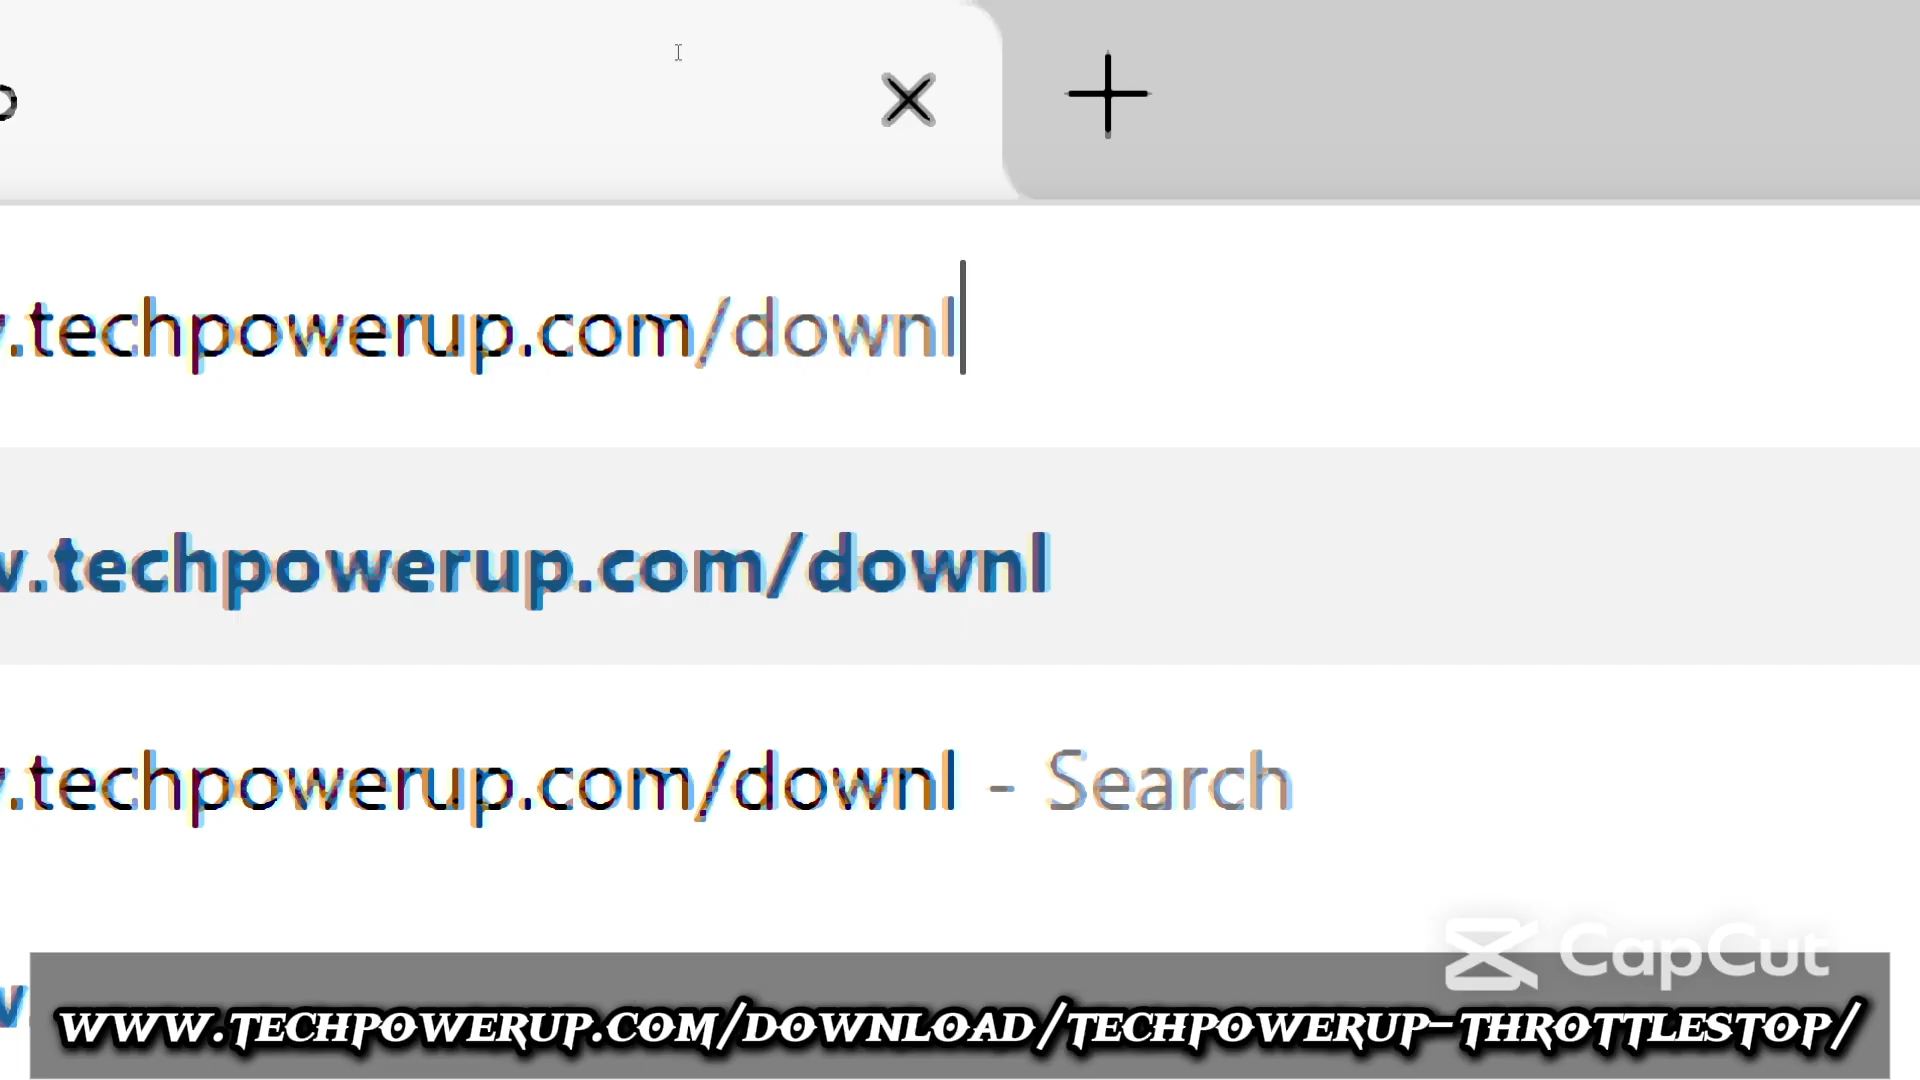 .techpowerup.com/downl
w.techpowerup.com/downl
.techpowerup.com/downl - Search
CapCut
WWW.TECHPOWERUP.COM/DOWNLOAD/TECHPOWERUP-THROTTLESTOP/